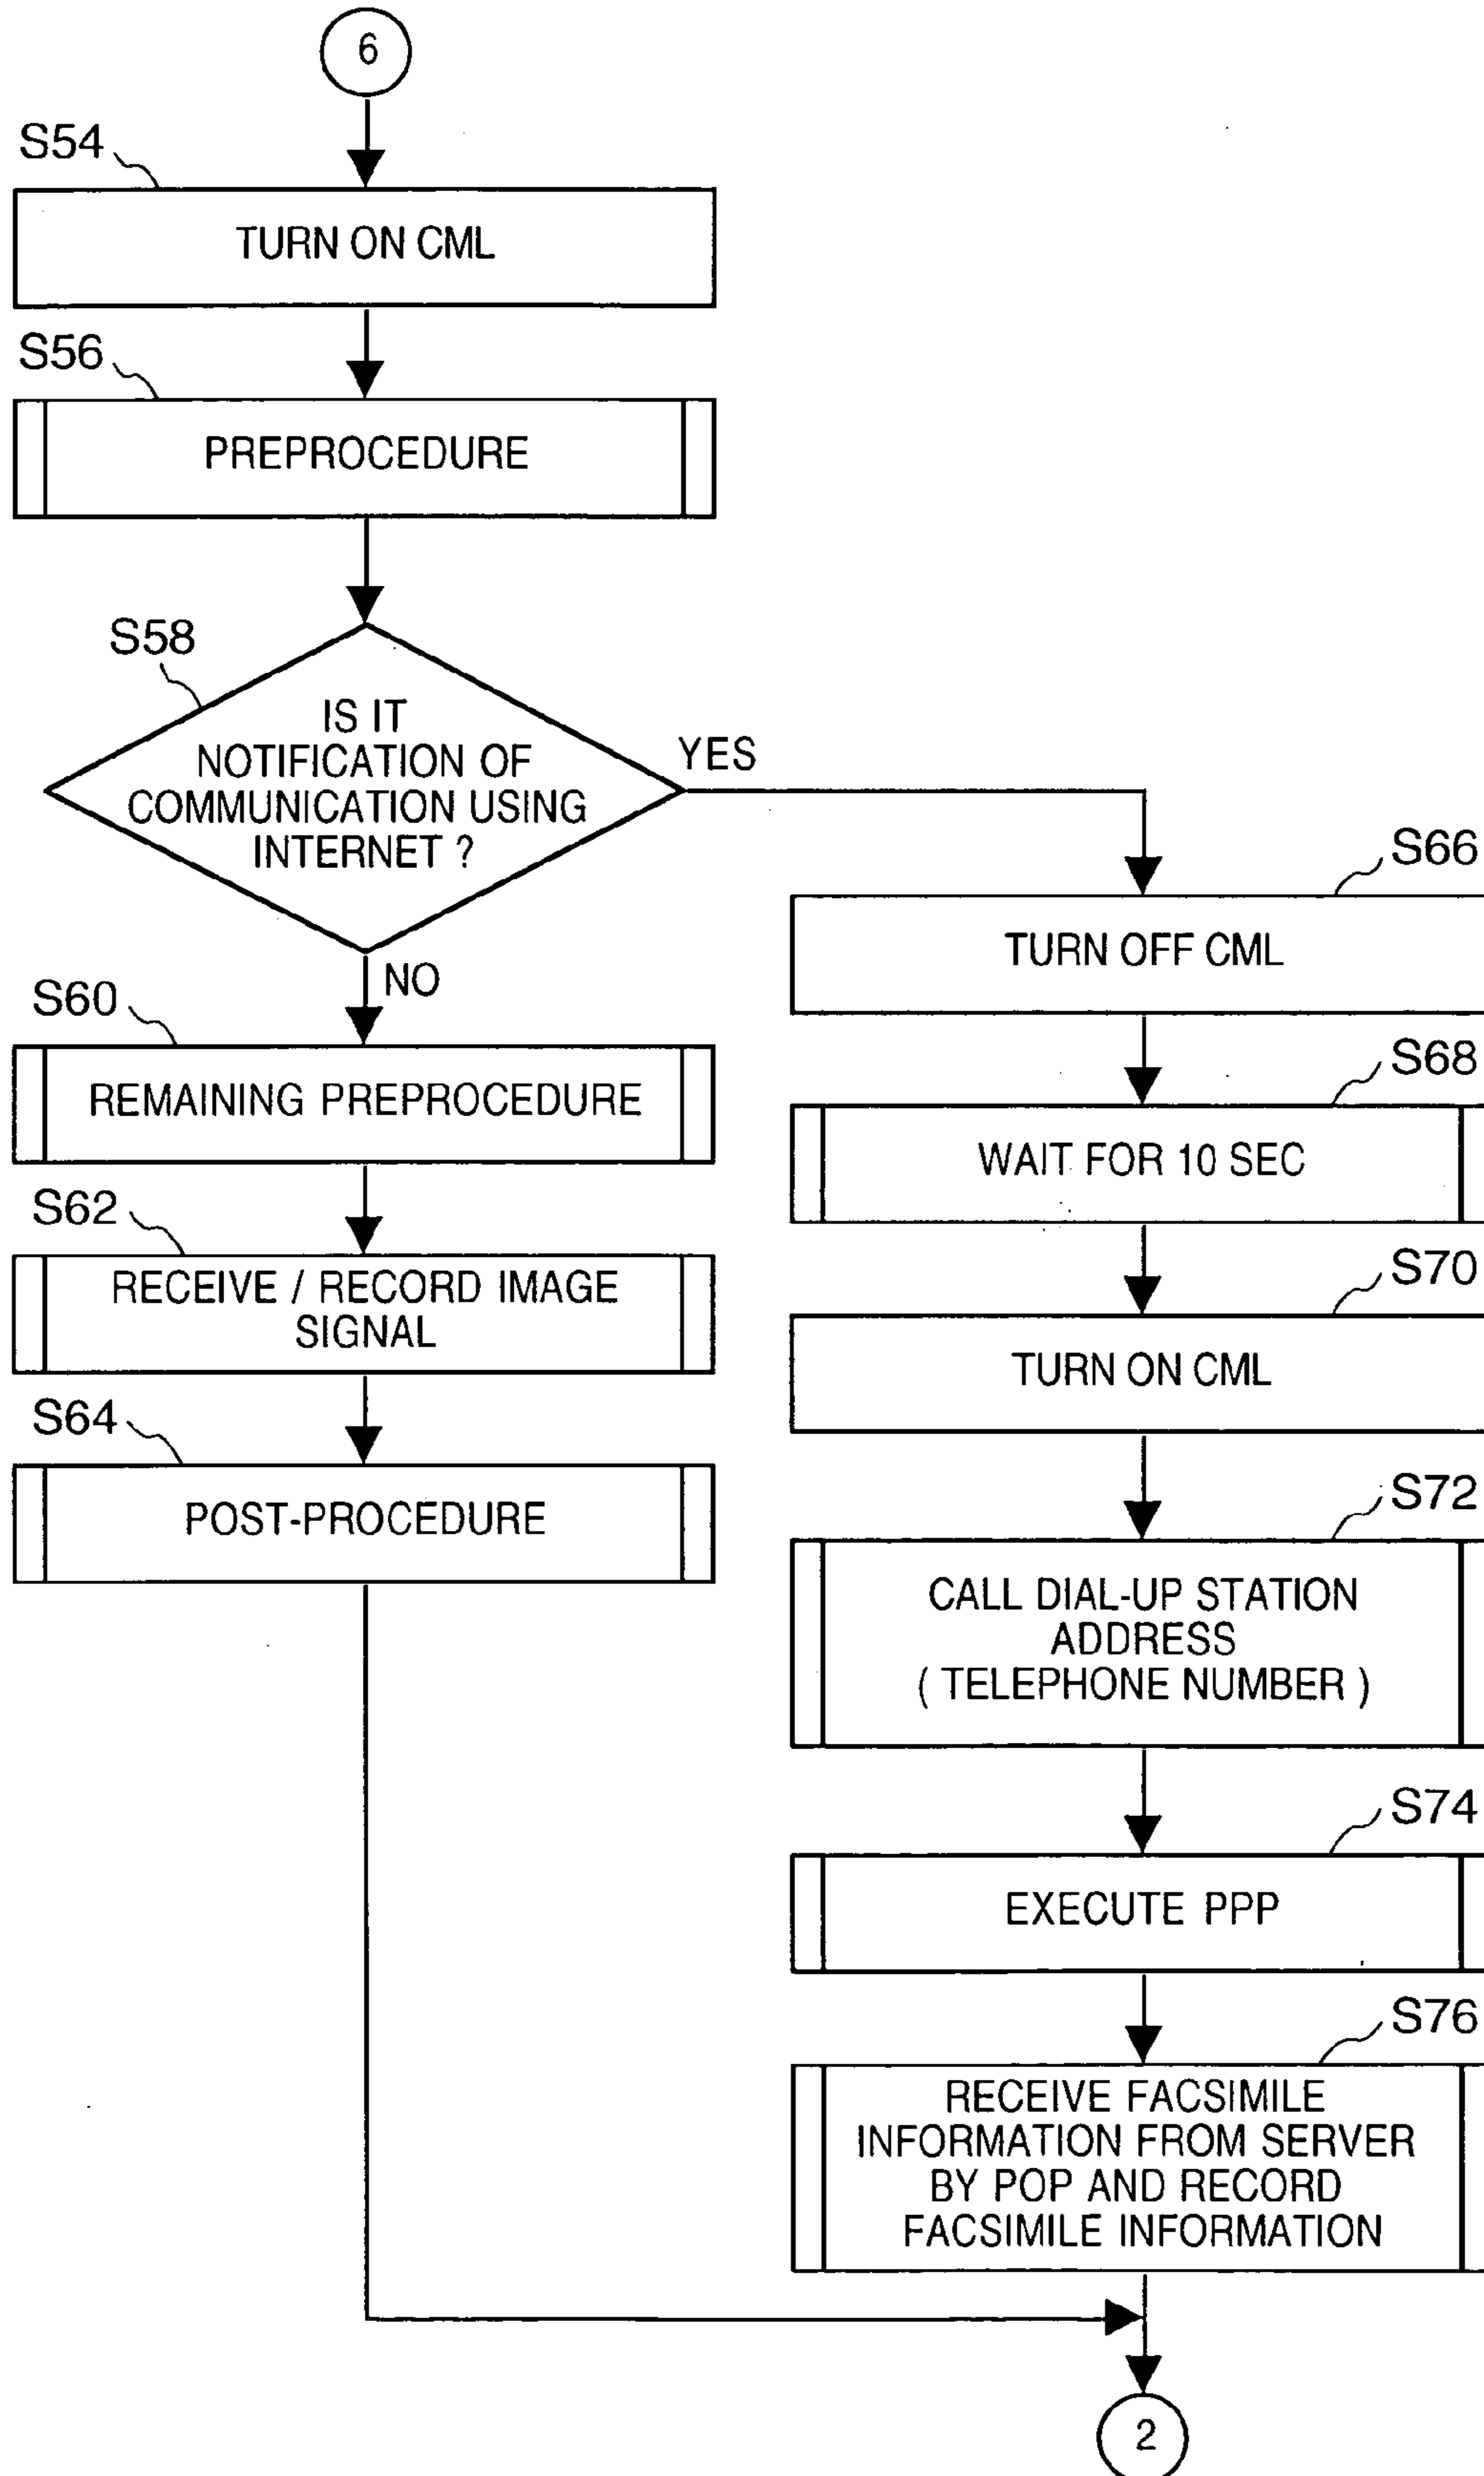 6
S54
TURN ON CML
S56
PREPROCEDURE
S58
IS IT
NOTIFICATION OF
COMMUNICATION USING
INTERNET ?
YES
NO
S60
REMAINING PREPROCEDURE
S62
RECEIVE / RECORD IMAGE
SIGNAL
S64
POST-PROCEDURE
S66
TURN OFF CML
S68
WAIT FOR 10 SEC
S70
TURN ON CML
S72
CALL DIAL-UP STATION
ADDRESS
( TELEPHONE NUMBER )
S74
EXECUTE PPP
S76
RECEIVE FACSIMILE
INFORMATION FROM SERVER
BY POP AND RECORD
FACSIMILE INFORMATION
2